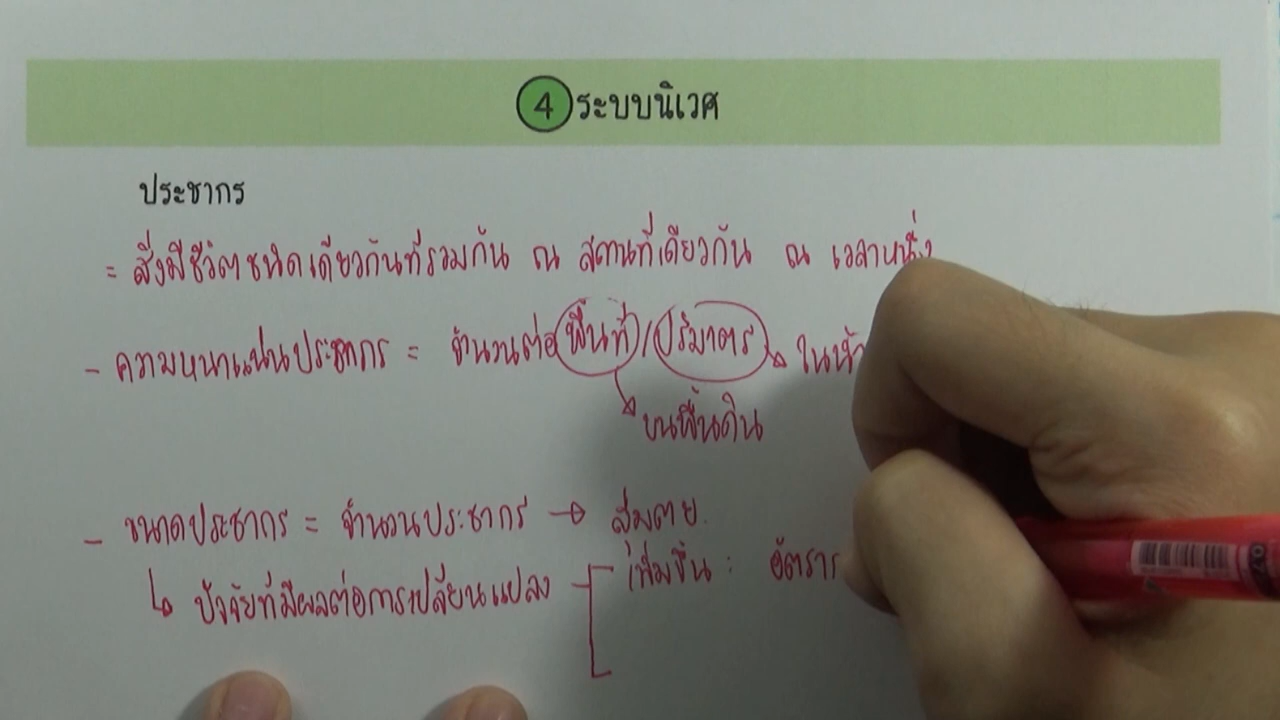 4 ระบบนิเวศ
ประชากร
= สิ่งมีชีวิตชนิดเดียวกันที่รวมกัน ณ สถานที่เดียวกัน ณ เวลาหนึ่ง
- ความหนาแน่นประชากร = จำนวนต่อพื้นที่/ปริมาตร → ในน้ำ
→ บนพื้นดิน
- ขนาดประชากร = จำนวนประชากร → สุ่ม
↳ ปัจจัยที่มีผลต่อการเปลี่ยนแปลง
เพิ่มขึ้น : อัตรา